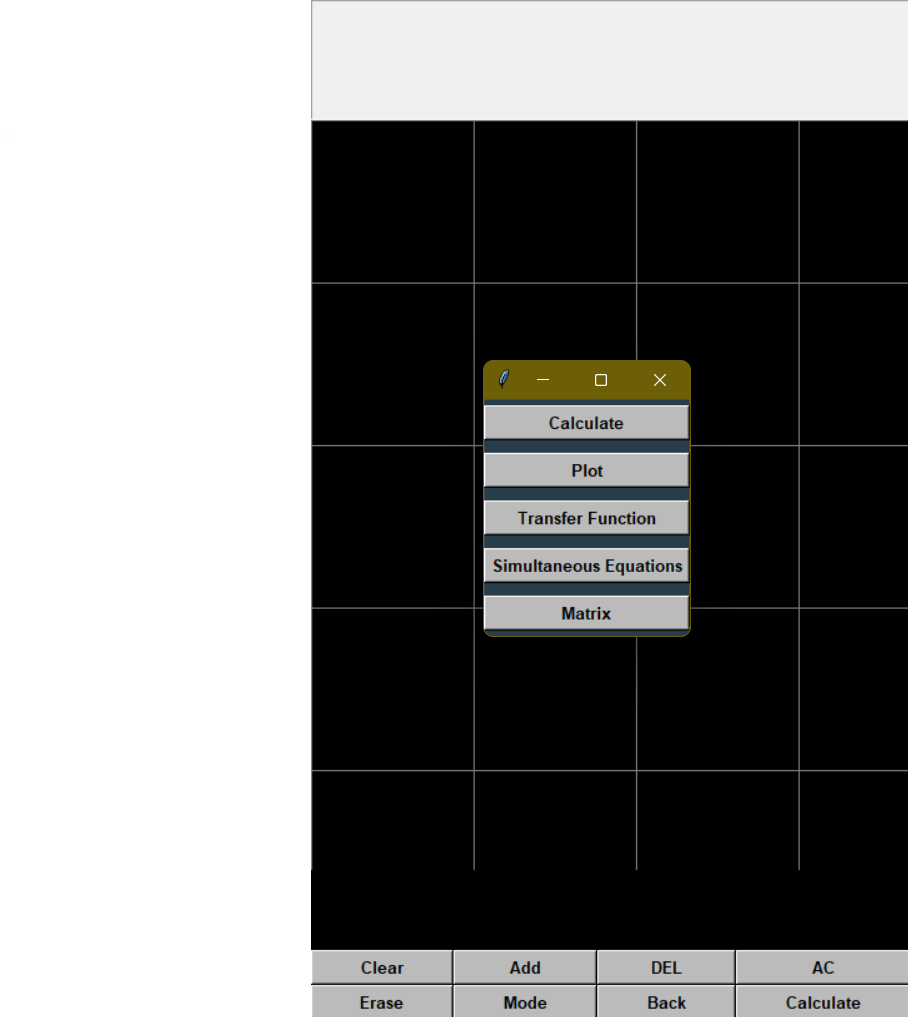 Calculate
Plot
Transfer Function
Simultaneous Equations
Matrix
Clear Add DEL AC
Erase Mode Back Calculate